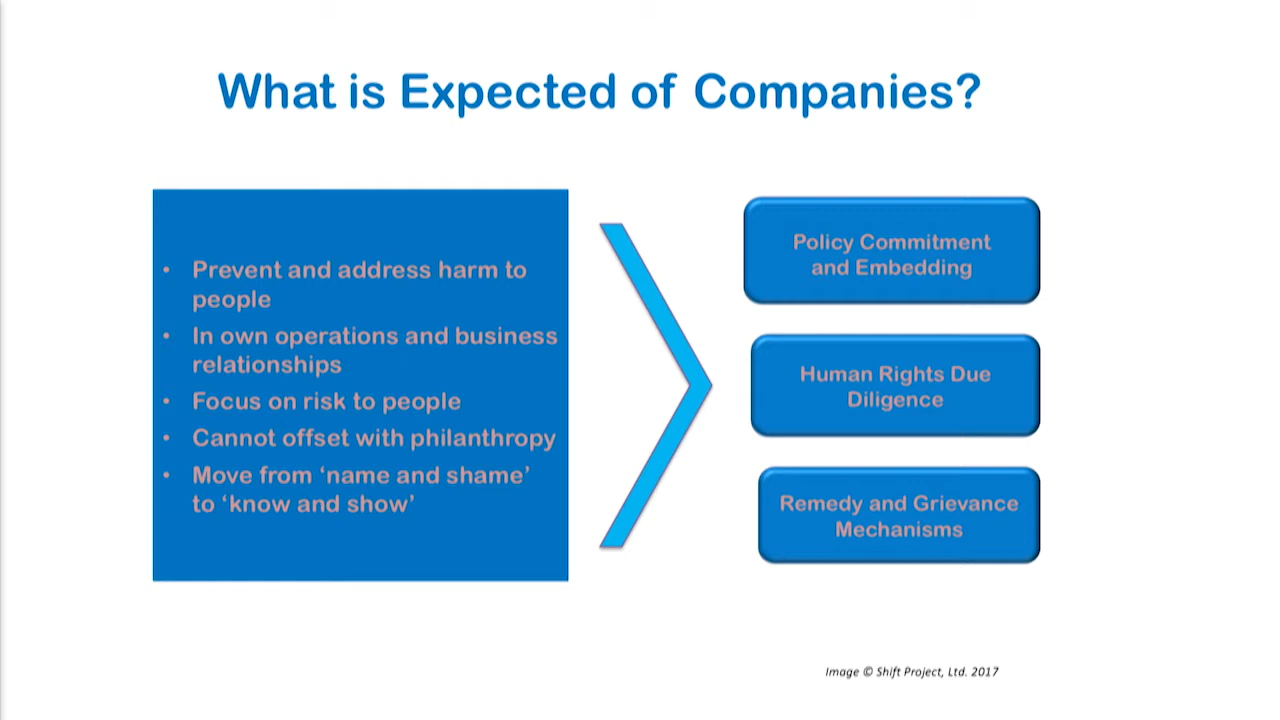 What is Expected of Companies?
• Prevent and address harm to
people
• In own operations and business
relationships
• Focus on risk to people
• Cannot offset with philanthropy
• Move from ‘name and shame’
to ‘know and show’
Policy Commitment
and Embedding
Human Rights Due
Diligence
Remedy and Grievance
Mechanisms
Image © Shift Project, Ltd. 2017